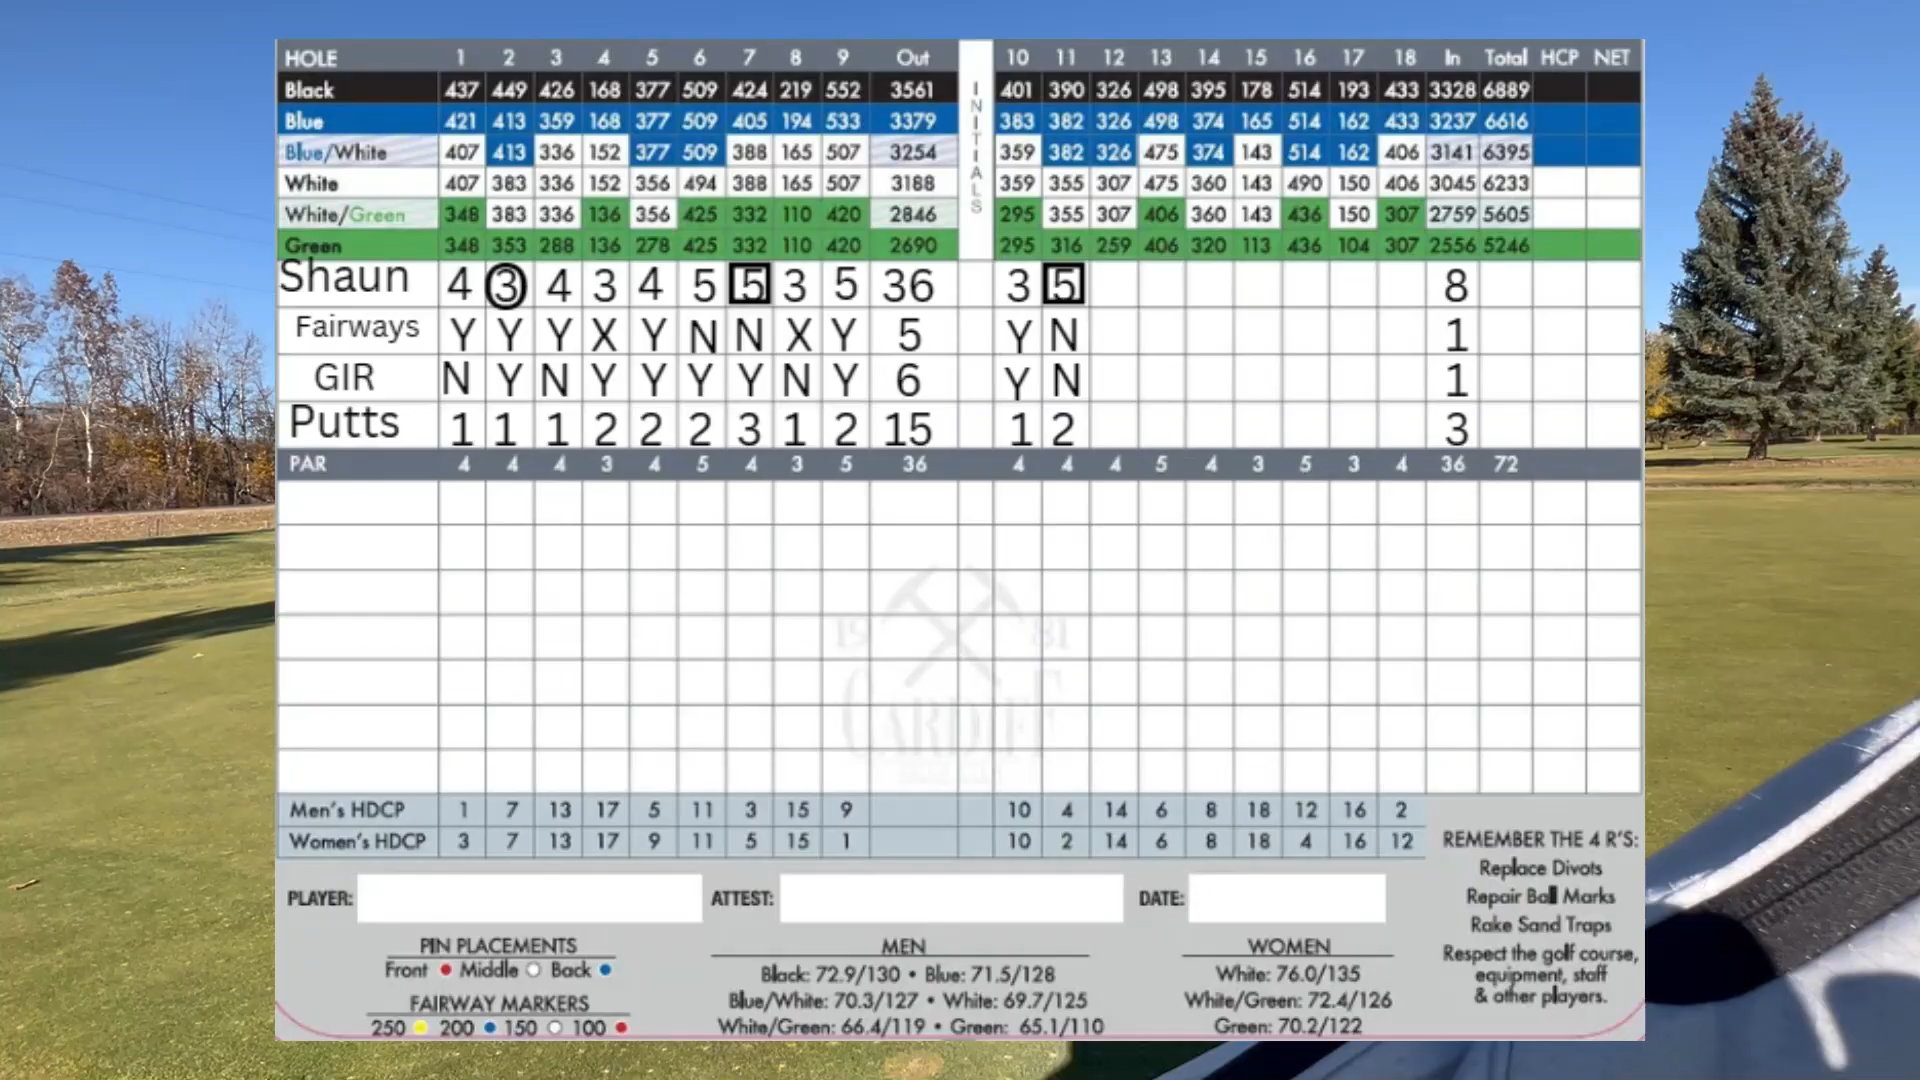 HOLE 1 2 3 4 5 6 7 8 9 Out INITIALS 10 11 12 13 14 15 16 17 18 In Total HCP NET
Black 437 449 426 168 377 509 424 219 552 3561 401 390 326 498 395 178 514 193 433 3328 6889
Blue 421 413 359 168 377 509 405 194 533 3379 383 382 326 498 374 165 514 162 433 3237 6616
Blue/White 407 413 336 152 377 509 388 165 507 3254 359 382 326 475 374 143 514 162 406 3141 6395
White 407 383 336 152 356 494 388 165 507 3188 359 355 307 475 360 143 490 150 406 3045 6233
White/Green 348 383 336 136 356 425 332 110 420 2846 295 355 307 406 360 143 436 150 307 2759 5605
Green 348 353 288 136 278 425 332 110 420 2690 295 316 259 406 320 113 436 104 307 2556 5246
Shaun 4 3 4 3 4 5 5 3 5 36 3 5 8
Fairways Y Y Y X Y N N X Y 5 Y N 1
GIR N Y N Y Y Y Y N Y 6 Y N 1
Putts 1 1 1 2 2 2 3 1 2 15 1 2 3
PAR 4 4 4 3 4 5 4 3 5 36 4 4 4 5 4 3 5 3 4 36 72
19 81
CARDIFF
Men's HDCP 1 7 13 17 5 11 3 15 9 10 4 14 6 8 18 12 16 2
Women's HDCP 3 7 13 17 9 11 5 15 1 10 2 14 6 8 18 4 16 12
REMEMBER THE 4 R'S:
Replace Divots
Repair Ball Marks
Rake Sand Traps
Respect the golf course,
equipment, staff
& other players.
PLAYER: ATTEST: DATE:
PIN PLACEMENTS
Front Middle Back
FAIRWAY MARKERS
250 200 150 100
MEN
Black: 72.9/130 • Blue: 71.5/128
Blue/White: 70.3/127 • White: 69.7/125
White/Green: 66.4/119 • Green: 65.1/110
WOMEN
White: 76.0/135
White/Green: 72.4/126
Green: 70.2/122